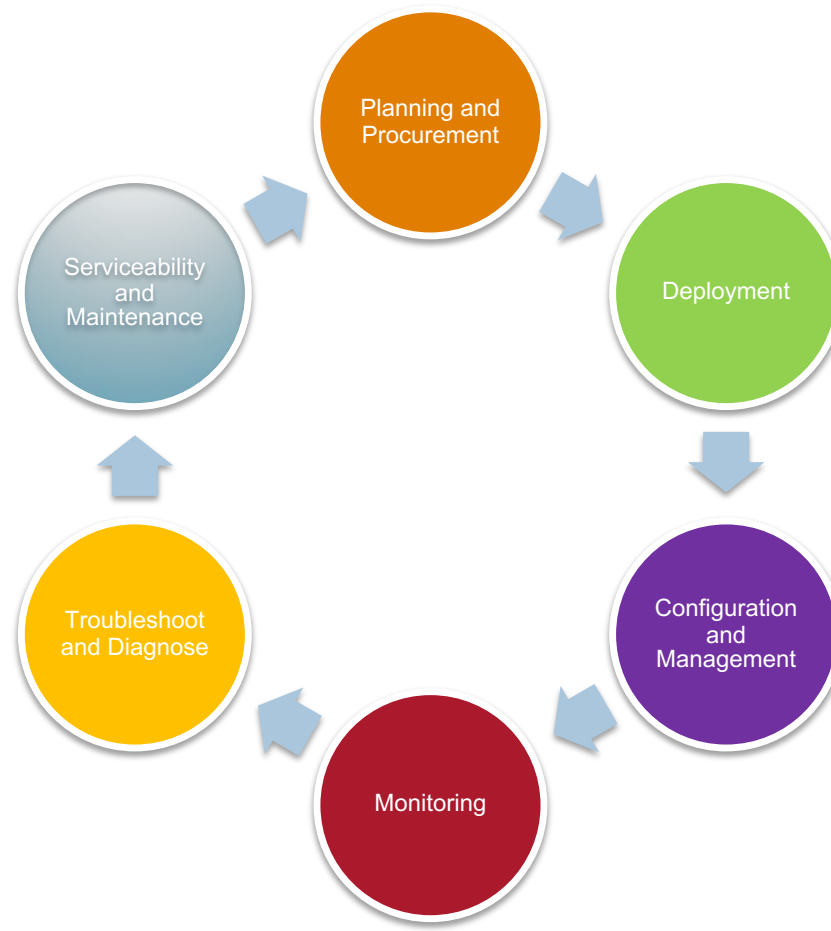 Planning and
Procurement
Deployment
Configuration
and
Management
Monitoring
Troubleshoot
and Diagnose
Serviceability
and
Maintenance